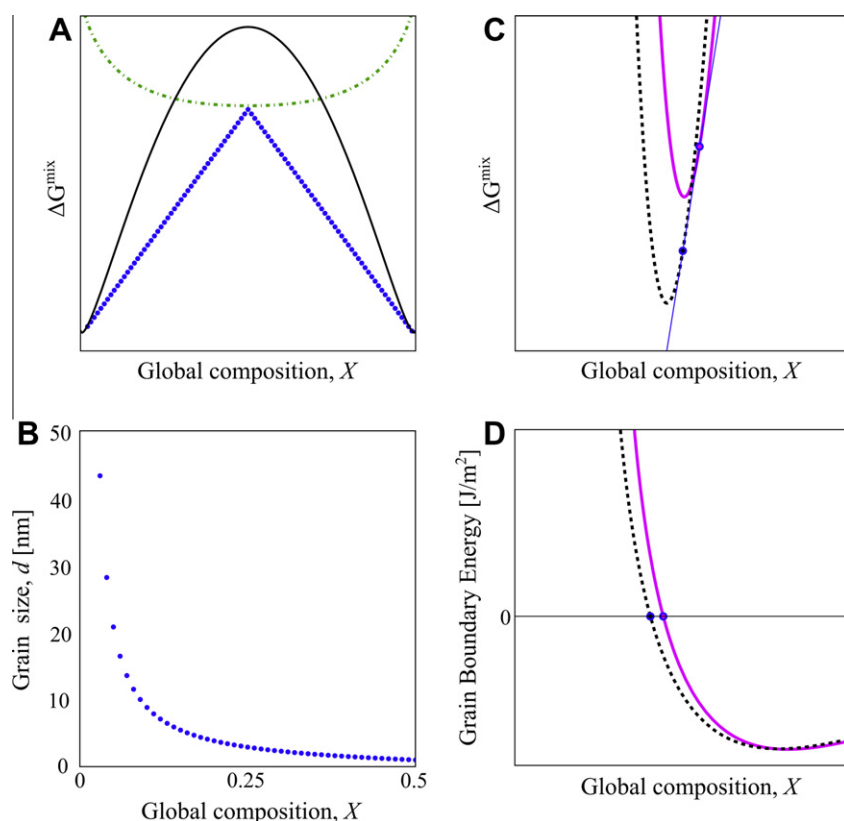 A
ΔG^mix
Global composition, X
C
ΔG^mix
Global composition, X
B
Grain size, d [nm]
50
40
30
20
10
0
0
0.25
0.5
Global composition, X
D
Grain Boundary Energy [J/m²]
0
Global composition, X